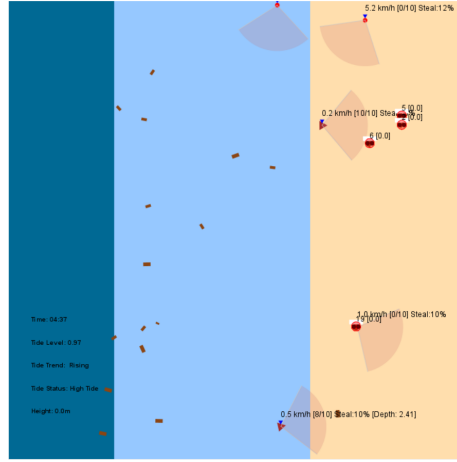 5.2 km/h [0/10] Steal:12%
5 [0.0]
0.2 km/h [10/10] Stea
[0.0]
6 [0.0]
Time: 04:37
1.0 km/h [0/10] Steal:10%
19 [0.0]
Tide Level: 0.97
Tide Trend: Rising
Tide Status: High Tide
Height: 0.0m
0.5 km/h [8/10] Steal:10% [Depth: 2.41]